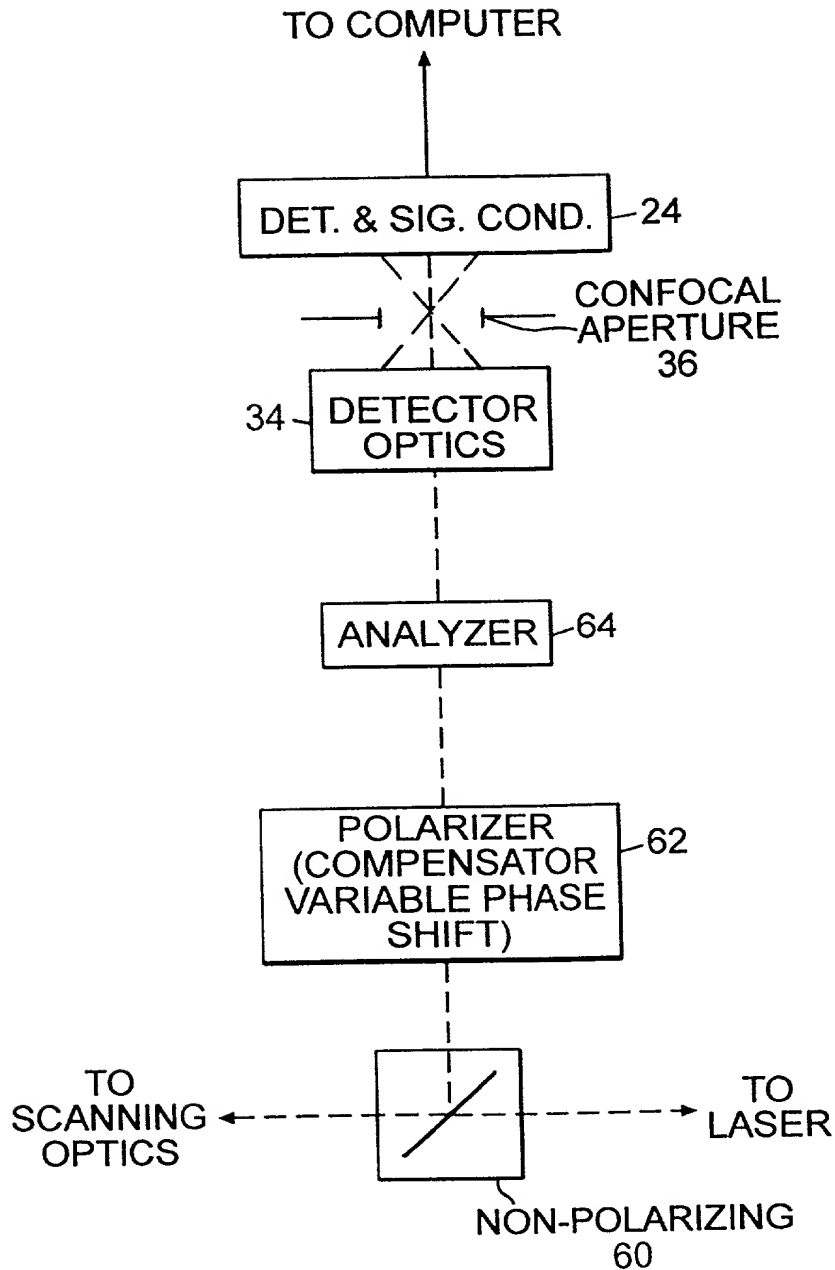 TO COMPUTER
DET. & SIG. COND.
24
CONFOCAL
APERTURE
36
34
DETECTOR
OPTICS
ANALYZER
64
POLARIZER
(COMPENSATOR
VARIABLE PHASE
SHIFT)
62
TO
SCANNING
OPTICS
TO
LASER
NON-POLARIZING
60